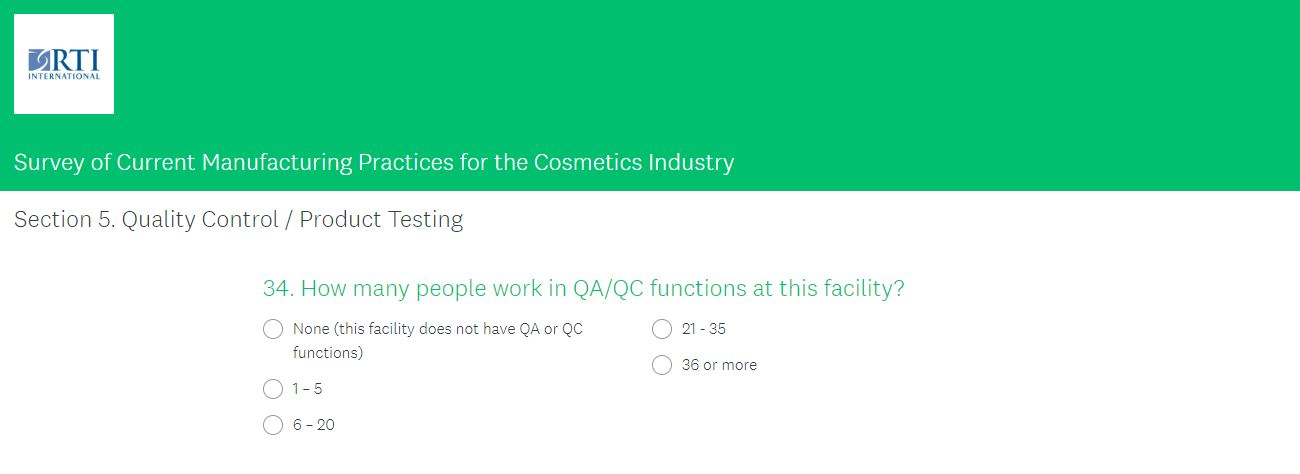 RTI
INTERNATIONAL
Survey of Current Manufacturing Practices for the Cosmetics Industry
Section 5. Quality Control / Product Testing
34. How many people work in QA/QC functions at this facility?
None (this facility does not have QA or QC
functions)
1 – 5
6 – 20
21 - 35
36 or more